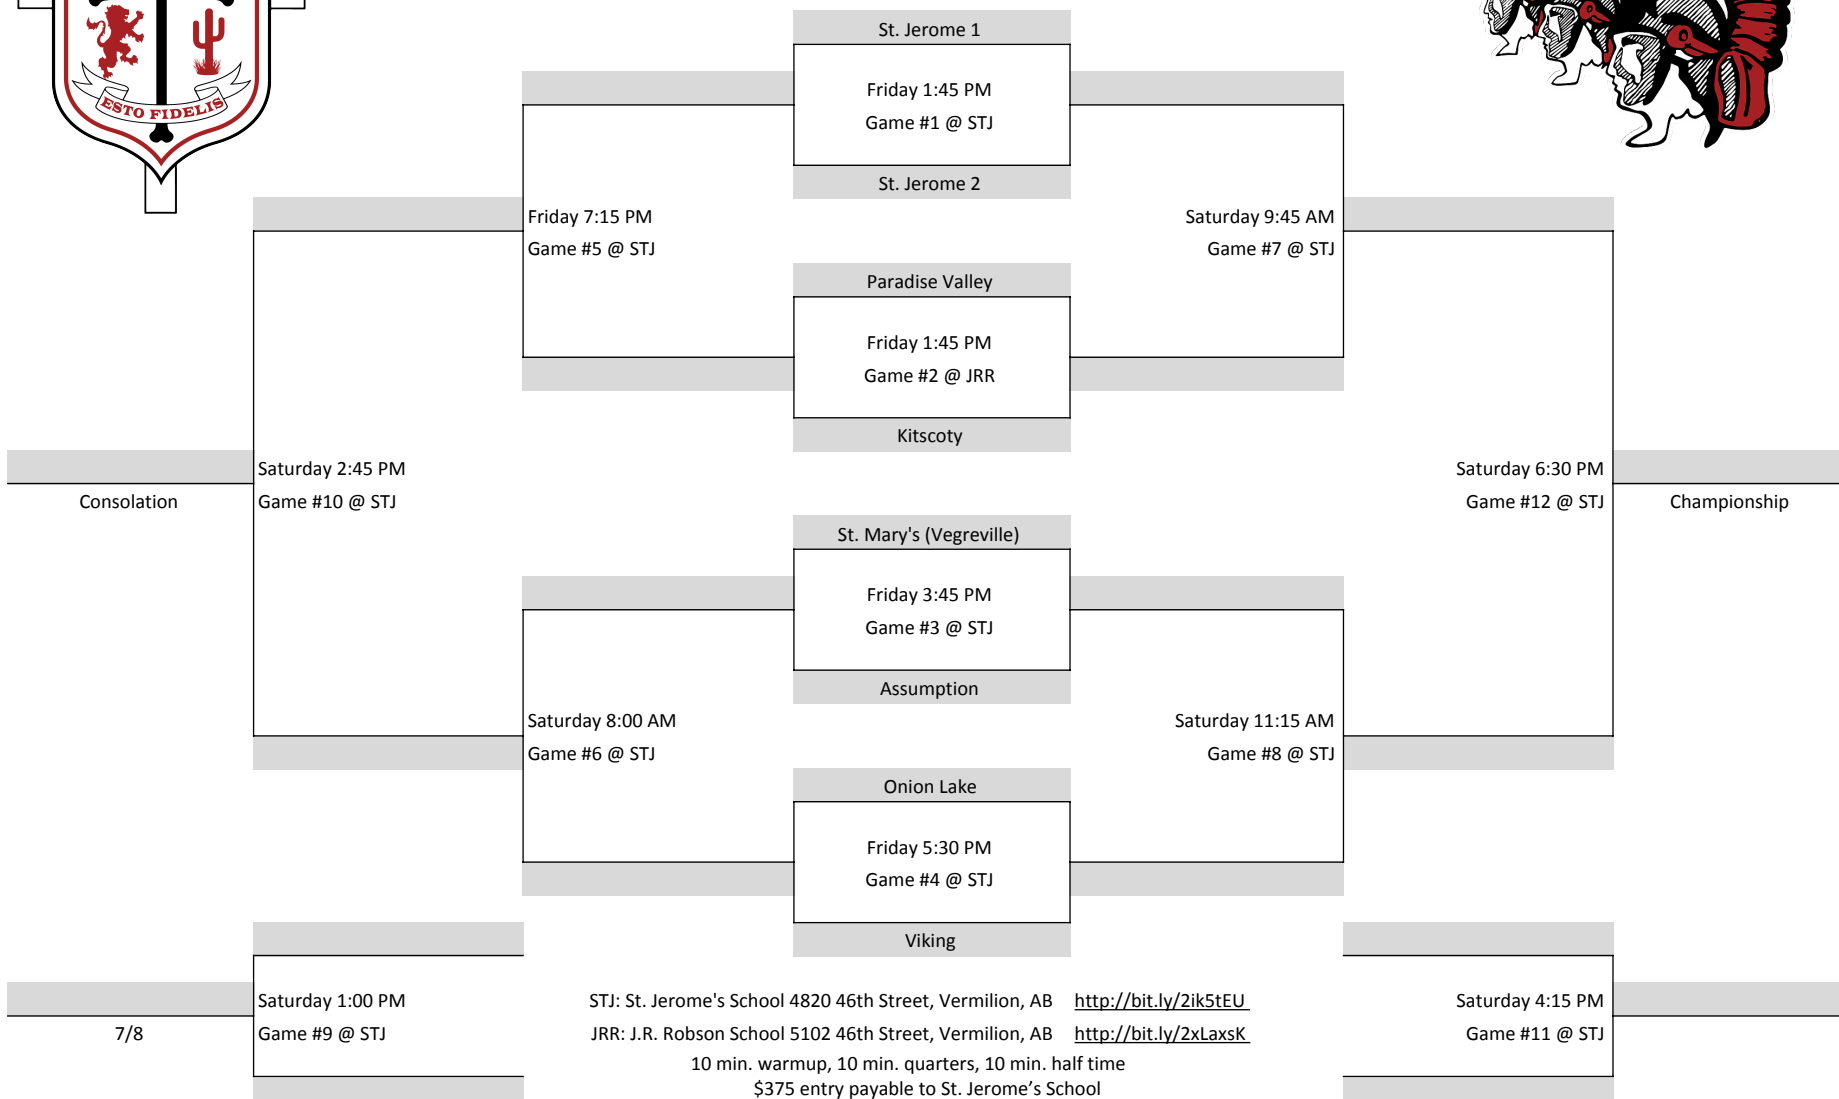 St. Jerome 1
ESTO FIDELIS
Friday 1:45 PM
Game #1 @ STJ
St. Jerome 2
Friday 7:15 PM
Game #5 @ STJ
Saturday 9:45 AM
Game #7 @ STJ
Paradise Valley
Friday 1:45 PM
Game #2 @ JRR
Kitscoty
Saturday 2:45 PM
Game #10 @ STJ
Consolation
Saturday 6:30 PM
Game #12 @ STJ
Championship
St. Mary's (Vegreville)
Friday 3:45 PM
Game #3 @ STJ
Assumption
Saturday 8:00 AM
Game #6 @ STJ
Saturday 11:15 AM
Game #8 @ STJ
Onion Lake
Friday 5:30 PM
Game #4 @ STJ
Viking
Saturday 1:00 PM
Game #9 @ STJ
7/8
STJ: St. Jerome's School 4820 46th Street, Vermilion, AB http://bit.ly/2ik5tEU
JRR: J.R. Robson School 5102 46th Street, Vermilion, AB http://bit.ly/2xLaxsK
10 min. warmup, 10 min. quarters, 10 min. half time
$375 entry payable to St. Jerome’s School
Saturday 4:15 PM
Game #11 @ STJ